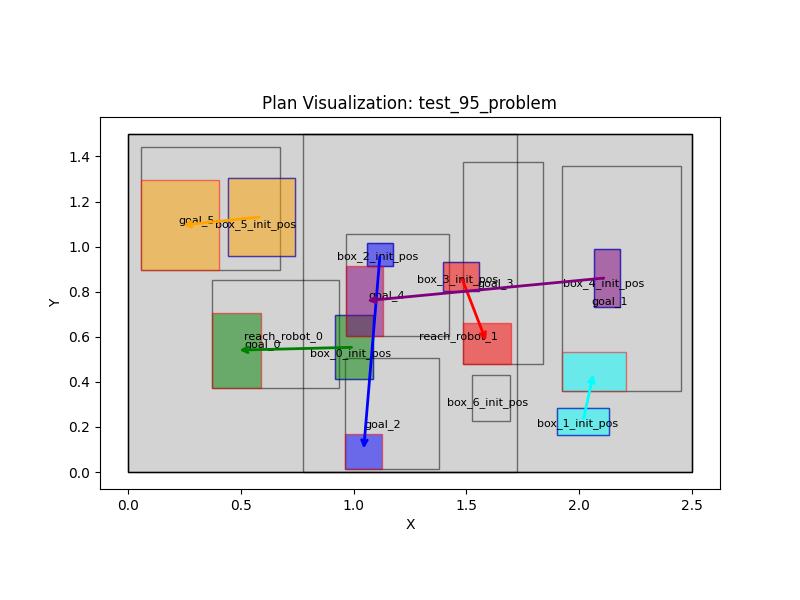 Plan Visualization: test_95_problem
1.4
1.2
1.0
0.8
0.6
0.4
0.2
0.0
Y
goal_5
box_5_init_pos
box_2_init_pos
box_3_init_pos
goal_3
box_4_init_pos
goal_4
goal_1
reach_robot_0
goal_0
reach_robot_1
box_0_init_pos
box_6_init_pos
goal_2
box_1_init_pos
0.0
0.5
1.0
1.5
2.0
2.5
X